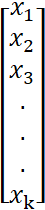 x₁
x₂
x₃
.
.
.
xₖ